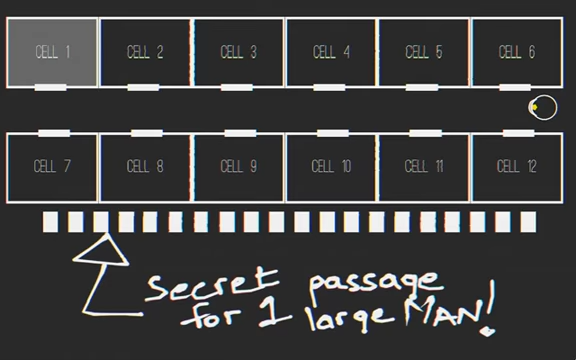 CELL 1 CELL 2 CELL 3 CELL 4 CELL 5 CELL 6
CELL 7 CELL 8 CELL 9 CELL 10 CELL 11 CELL 12
secret passage
for 1 large MAN!